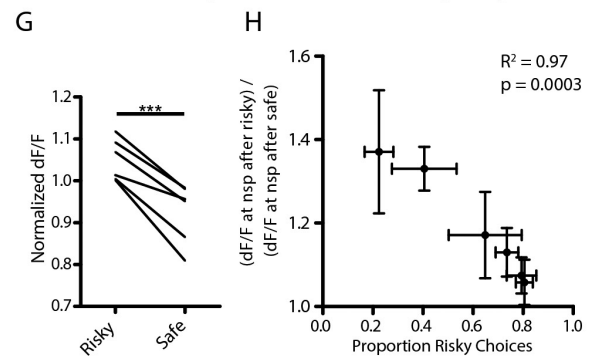 G
Normalized dF/F
1.2
1.1
1.0
0.9
0.8
0.7
***
Risky
Safe
H
(dF/F at nsp after risky) /
(dF/F at nsp after safe)
1.6
1.4
1.2
1.0
R² = 0.97
p = 0.0003
0.0 0.2 0.4 0.6 0.8 1.0
Proportion Risky Choices